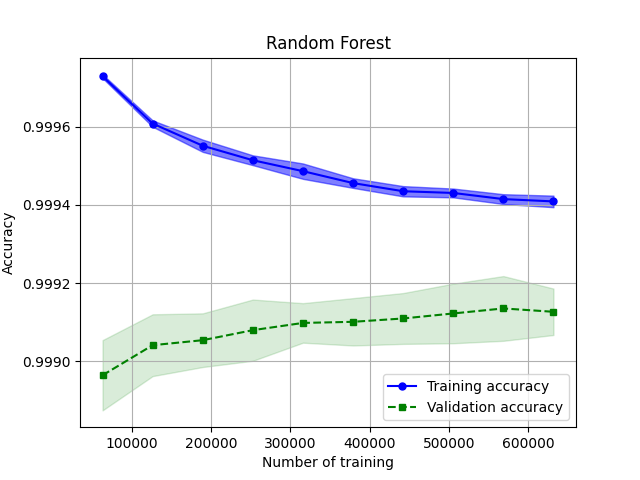 Random Forest
Accuracy
0.9996
0.9994
0.9992
0.9990
Training accuracy
Validation accuracy
100000 200000 300000 400000 500000 600000
Number of training